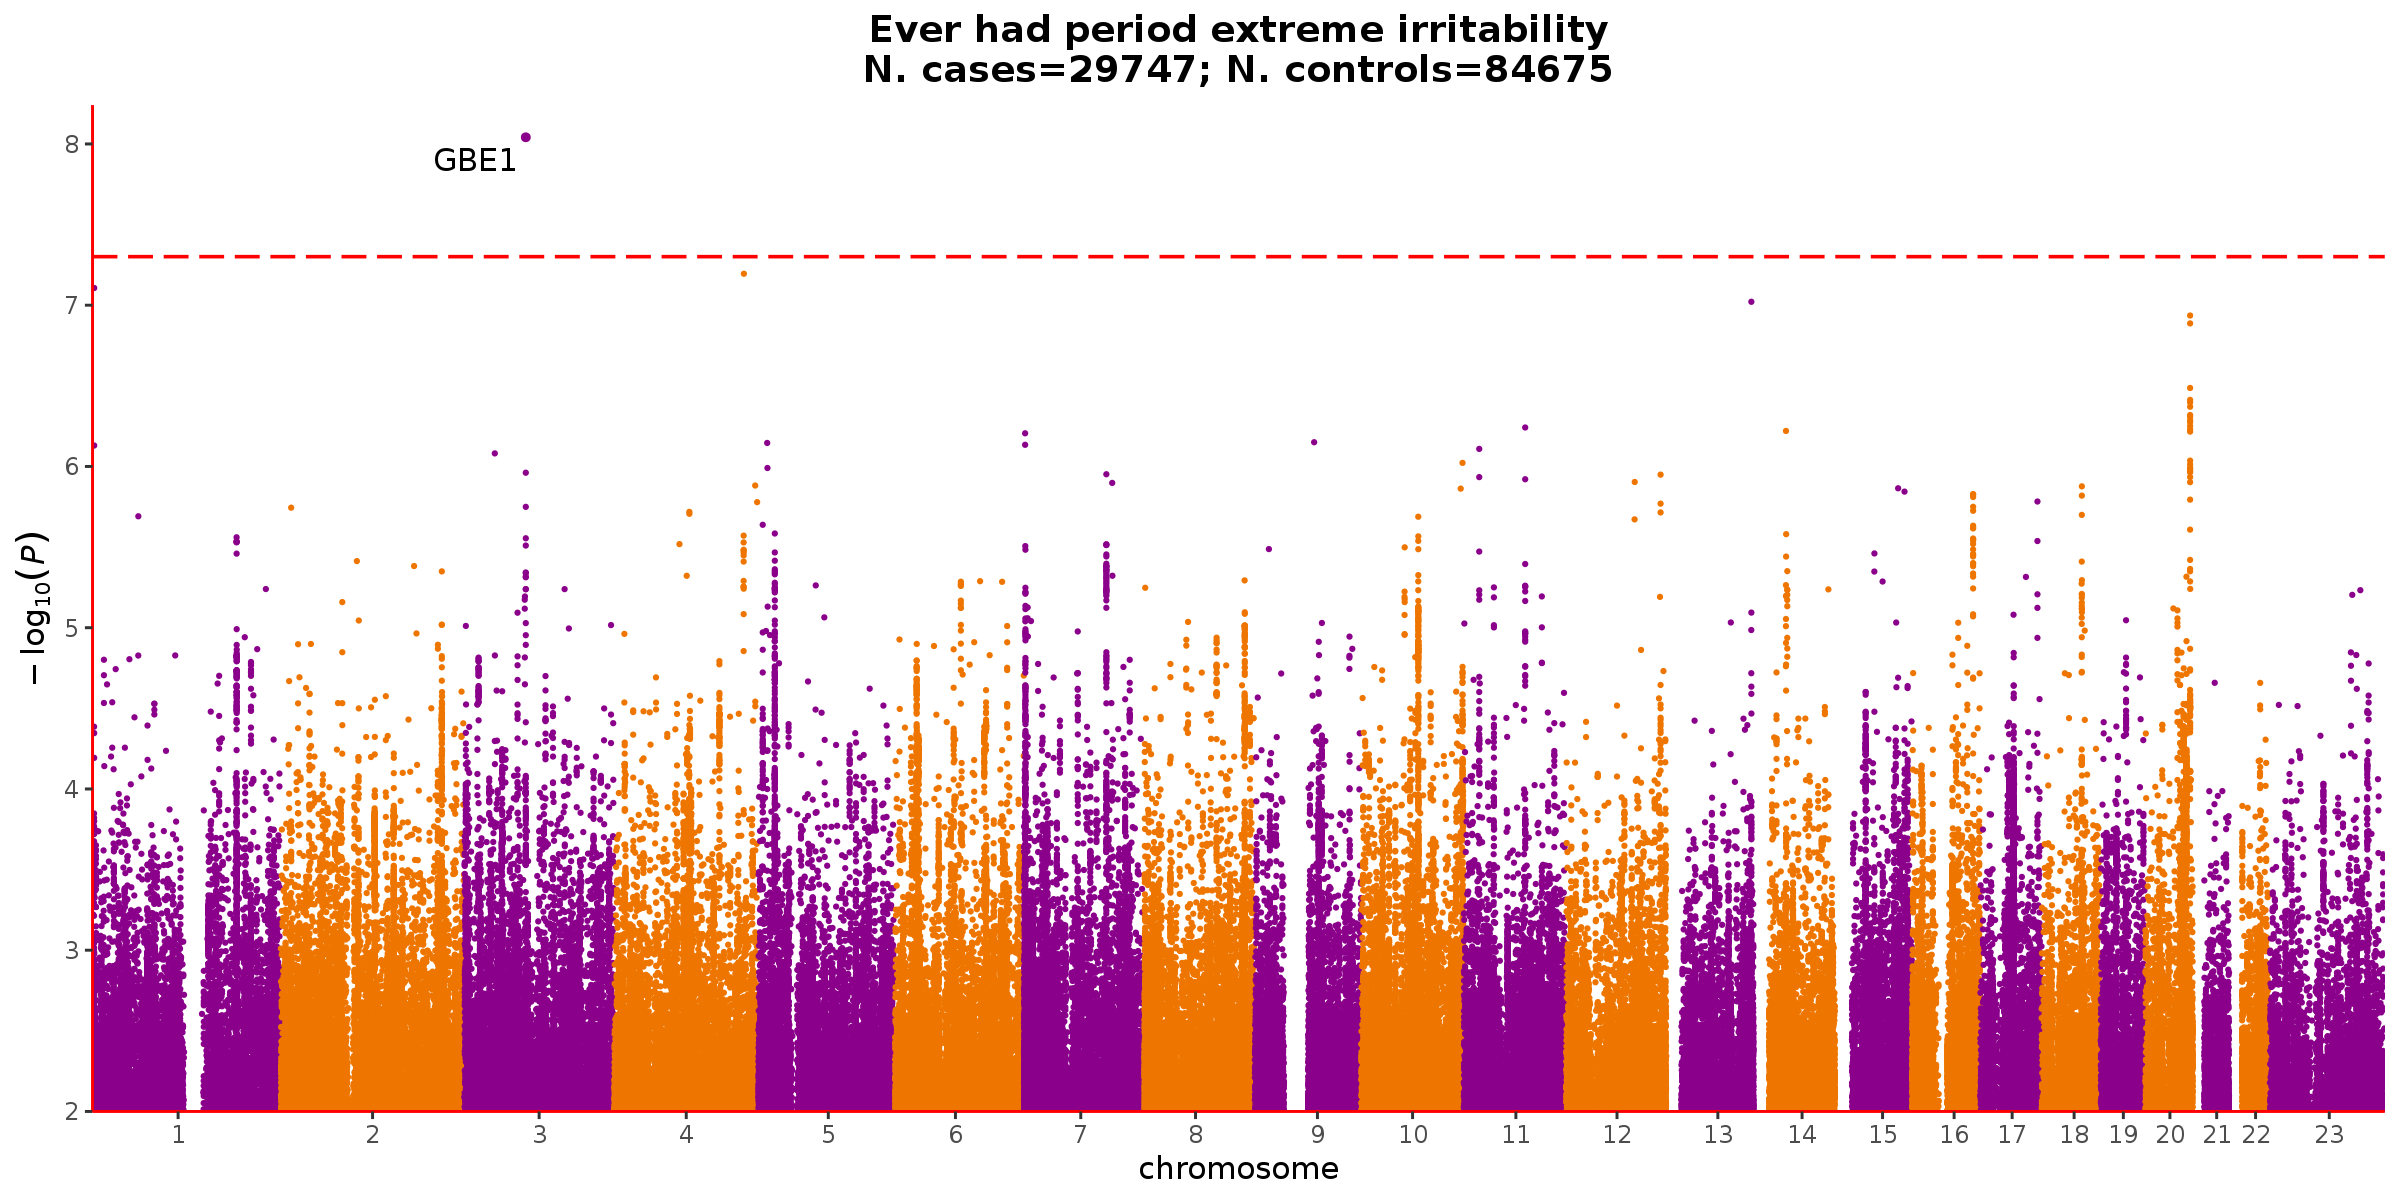 Ever had period extreme irritability
N. cases=29747; N. controls=84675
8
GBE1
7
6
5
4
3
2
−log10(P)
1 2 3 4 5 6 7 8 9 10 11 12 13 14 15 16 17 18 19 20 21 22 23
chromosome